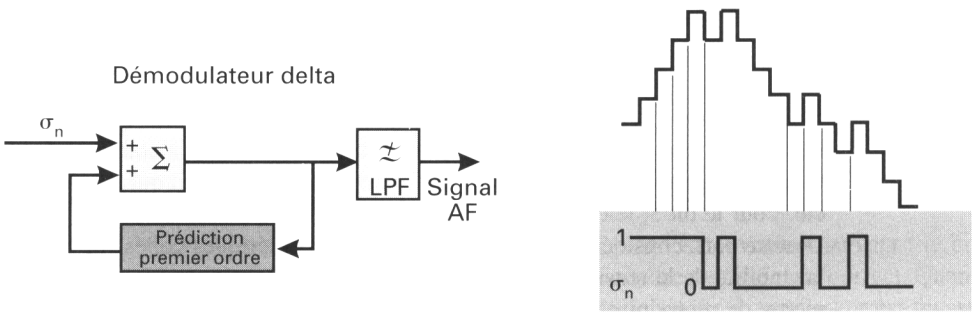 Démodulateur delta
σn
+
+
Σ
LPF
Signal
AF
Prédiction
premier ordre
1
σn
0